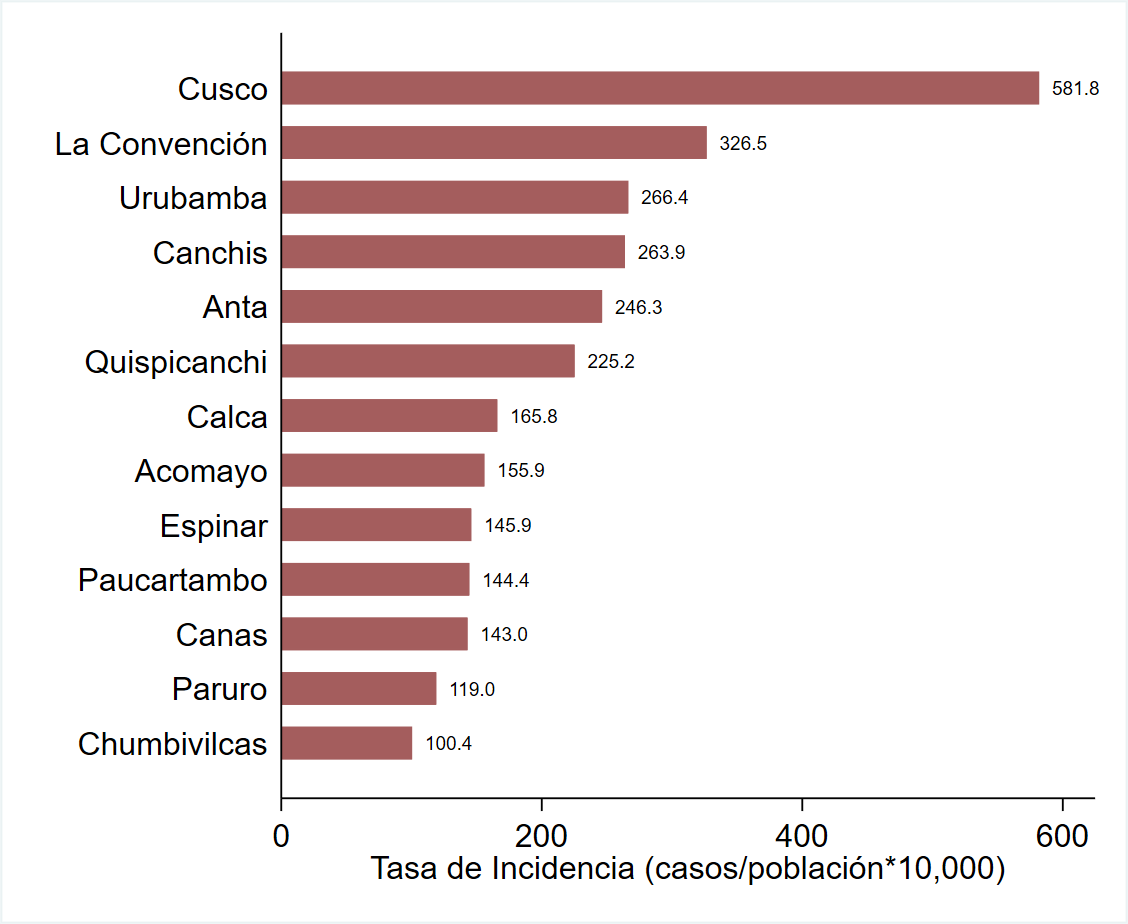 Cusco 581.8
La Convención 326.5
Urubamba 266.4
Canchis 263.9
Anta 246.3
Quispicanchi 225.2
Calca 165.8
Acomayo 155.9
Espinar 145.9
Paucartambo 144.4
Canas 143.0
Paruro 119.0
Chumbivilcas 100.4
0 200 400 600
Tasa de Incidencia (casos/población*10,000)